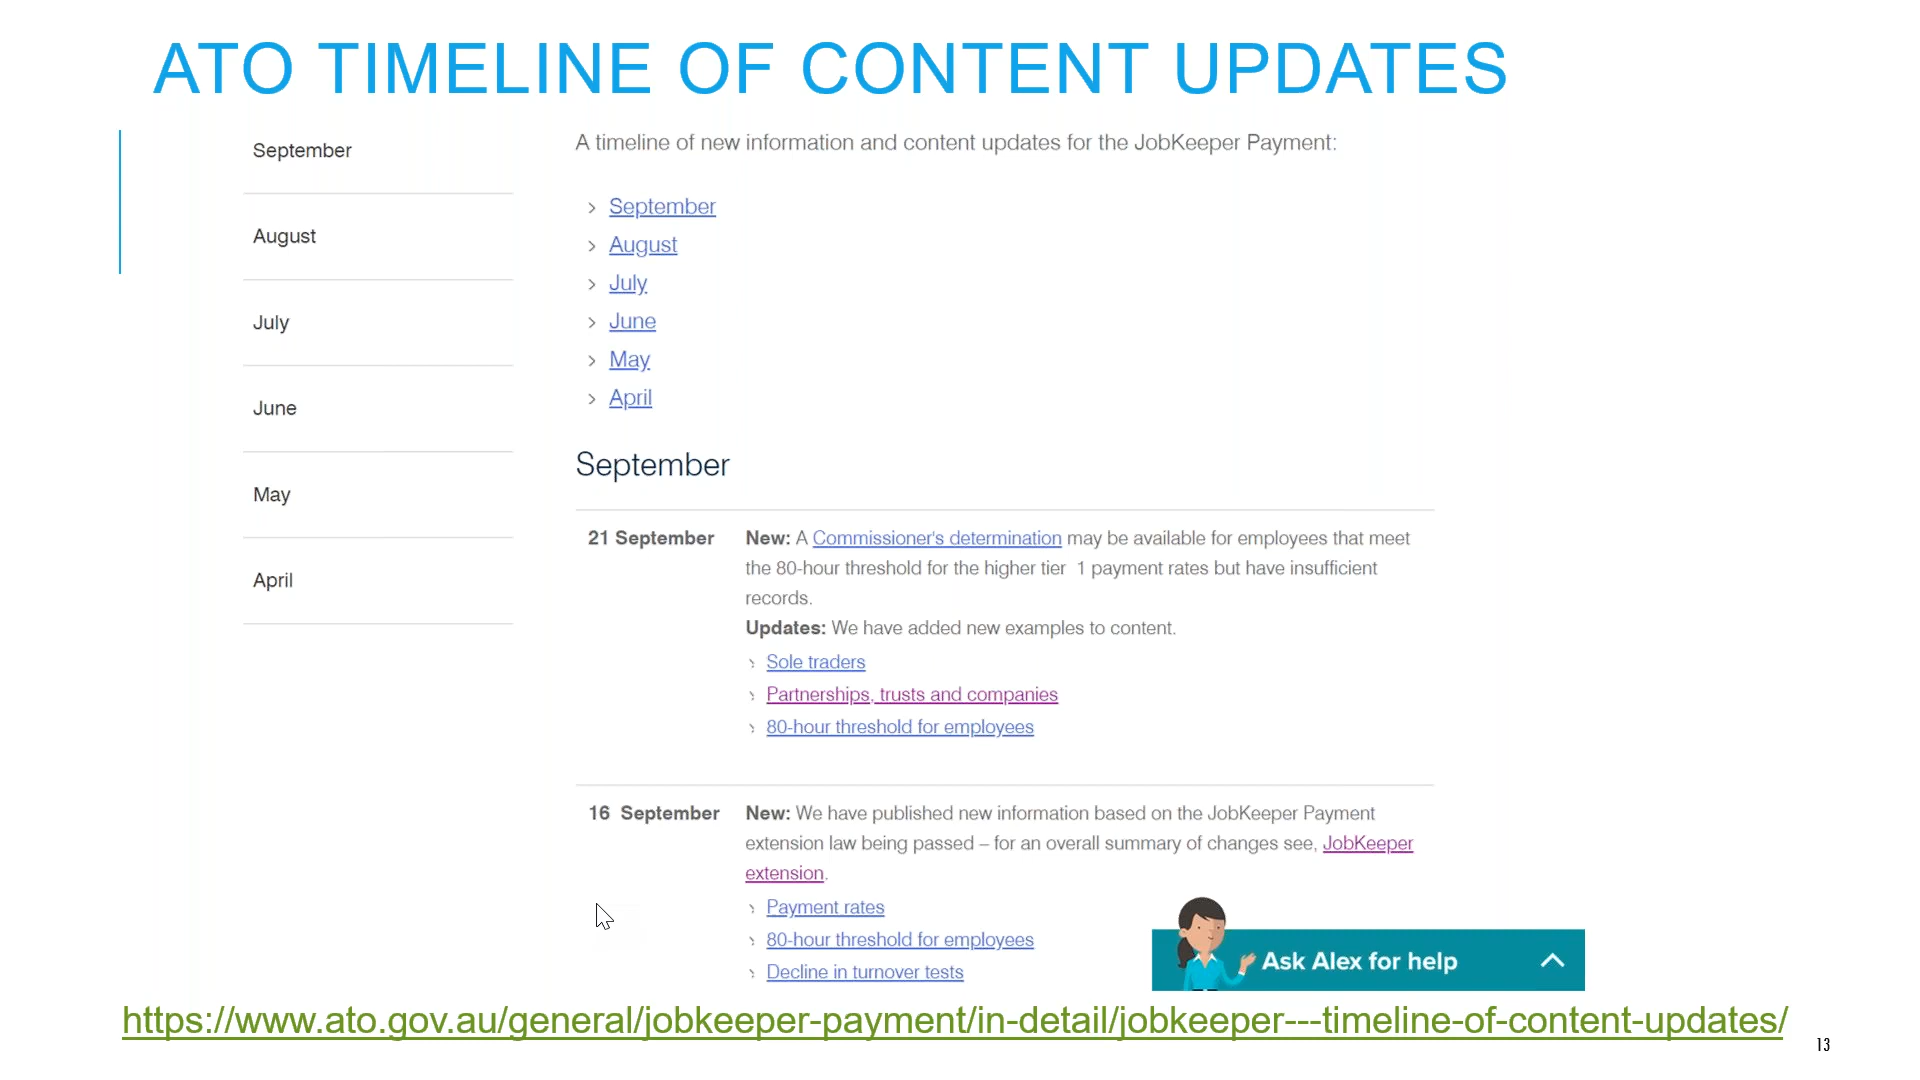 ATO TIMELINE OF CONTENT UPDATES
September
August
July
June
May
April
A timeline of new information and content updates for the JobKeeper Payment:
September
August
July
June
May
April
September
21 September
New: A Commissioner's determination may be available for employees that meet
the 80-hour threshold for the higher tier 1 payment rates but have insufficient
records.
Updates: We have added new examples to content.
Sole traders
Partnerships, trusts and companies
80-hour threshold for employees
16 September
New: We have published new information based on the JobKeeper Payment
extension law being passed – for an overall summary of changes see, JobKeeper
extension.
Payment rates
80-hour threshold for employees
Decline in turnover tests
Ask Alex for help
https://www.ato.gov.au/general/jobkeeper-payment/in-detail/jobkeeper---timeline-of-content-updates/
13